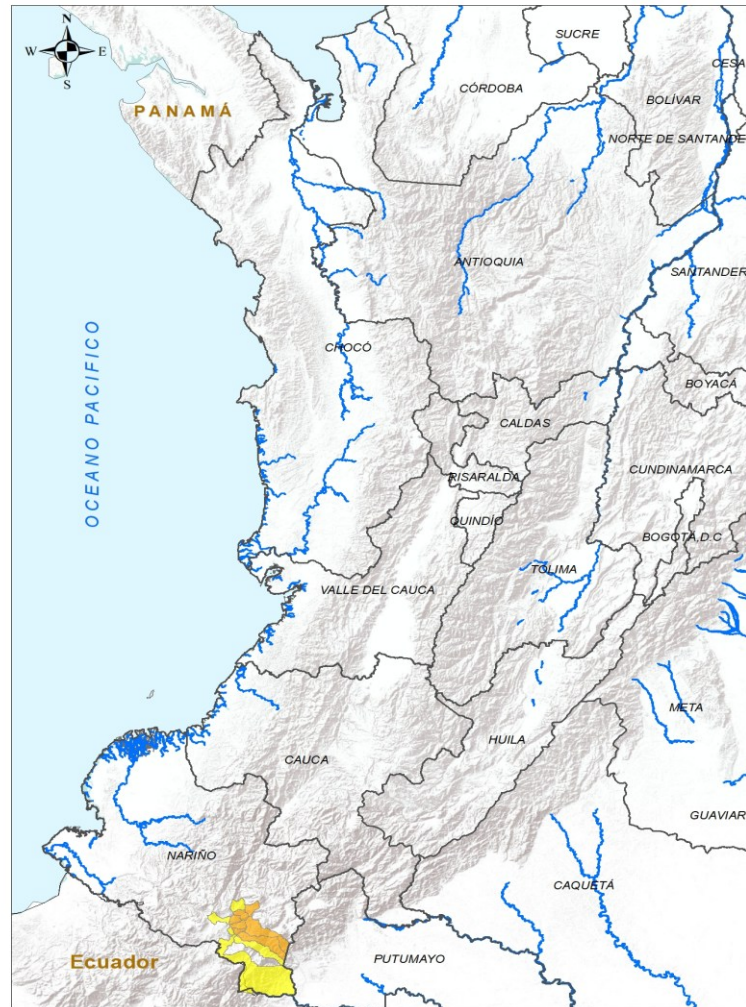 N
W E
S
PANAMÁ
SUCRE
CESA
CÓRDOBA
BOLÍVAR
NORTE DE SANTANDE
ANTIOQUIA
SANTANDER
OCEANO PACIFICO
CHOCÓ
BOYACÁ
CALDAS
CUNDINAMARCA
RISARALDA
QUINDÍO
BOGOTÁ, D.C
TOLIMA
VALLE DEL CAUCA
META
HUILA
CAUCA
GUAVIAR
NARIÑO
CAQUETÁ
Ecuador
PUTUMAYO